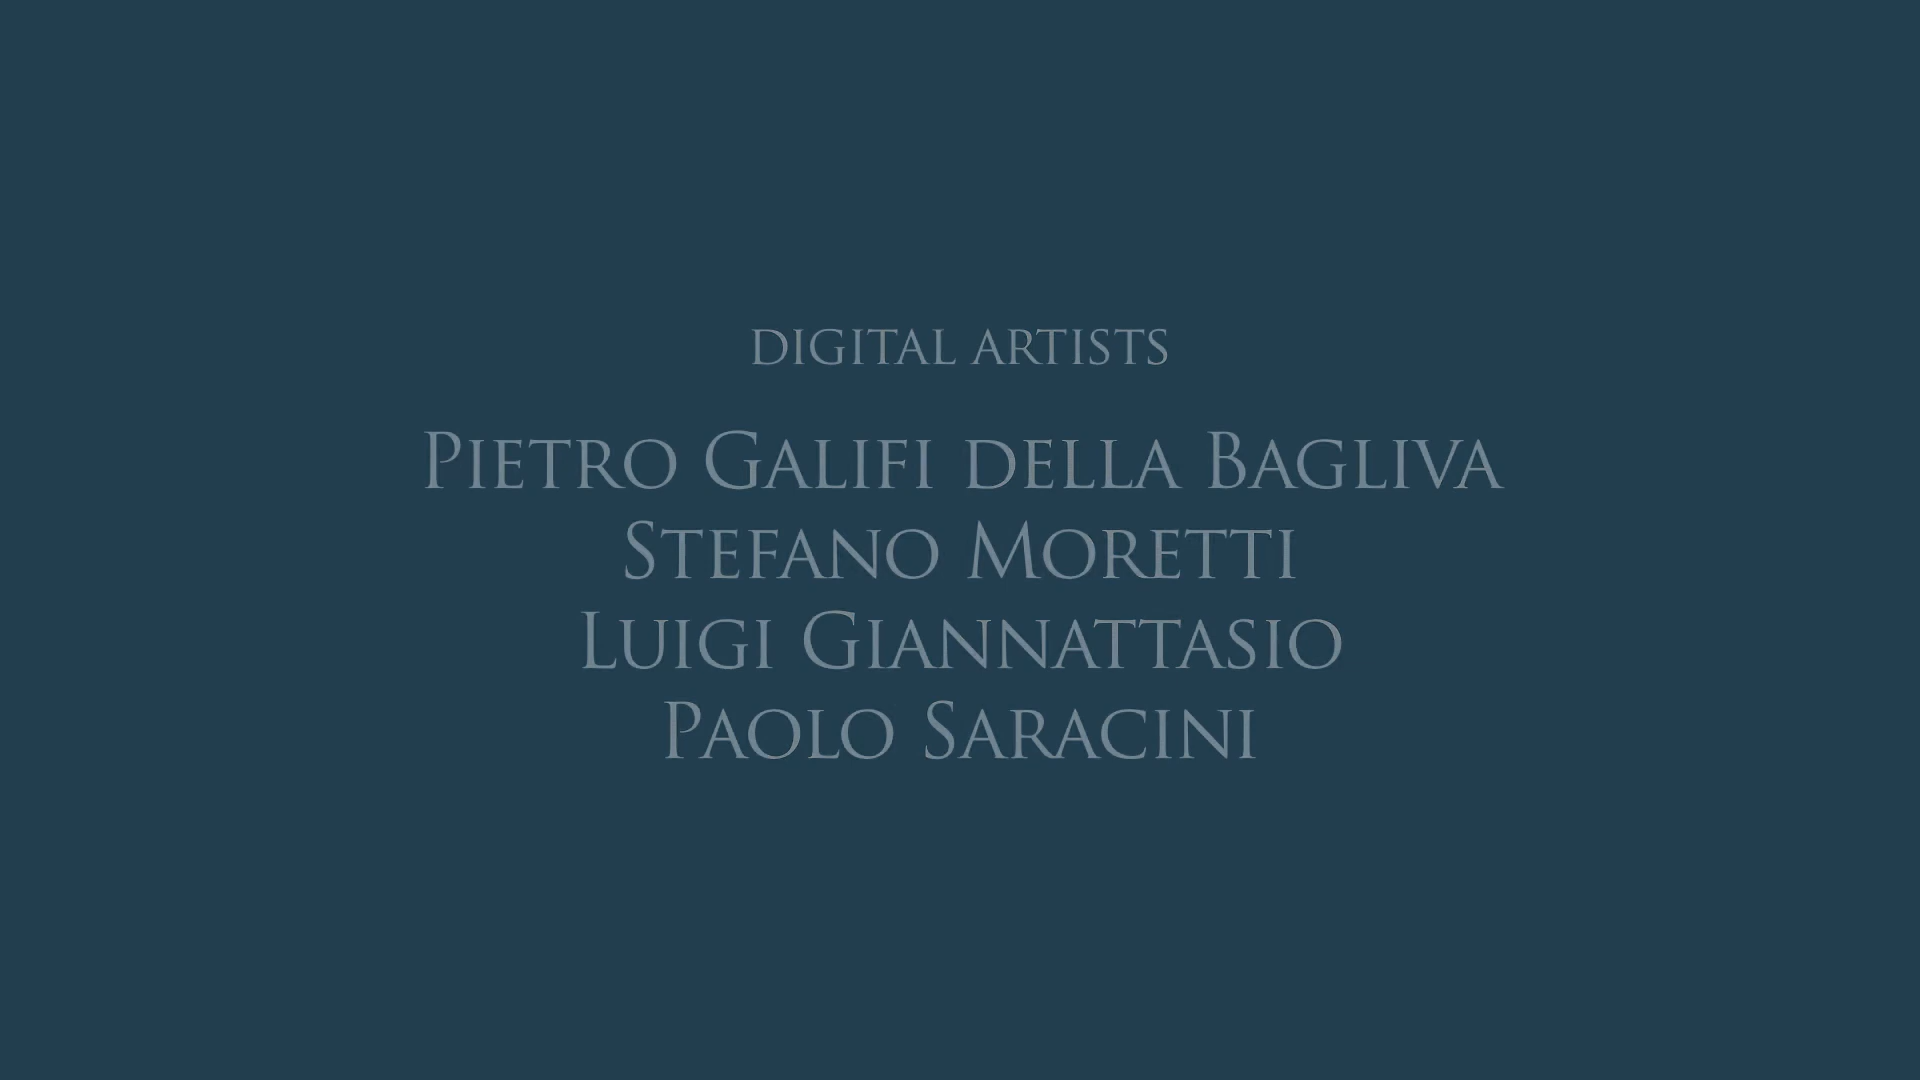 DIGITAL ARTISTS
PIETRO GALIFI DELLA BAGLIVA
STEFANO MORETTI
LUIGI GIANNATTASIO
PAOLO SARACINI